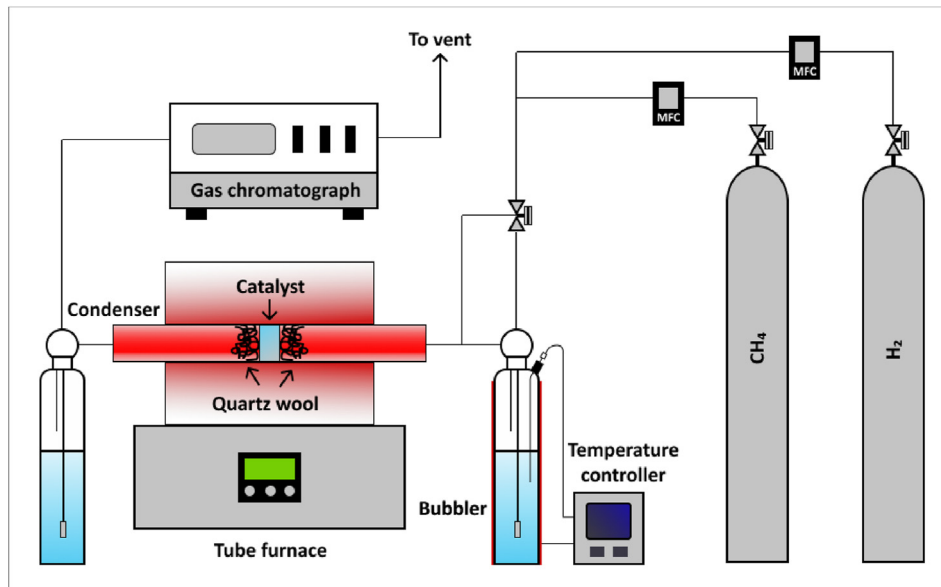 To vent
MFC
MFC
Gas chromatograph
Catalyst
Condenser
CH₄
H₂
Quartz wool
Temperature
controller
Bubbler
Tube furnace